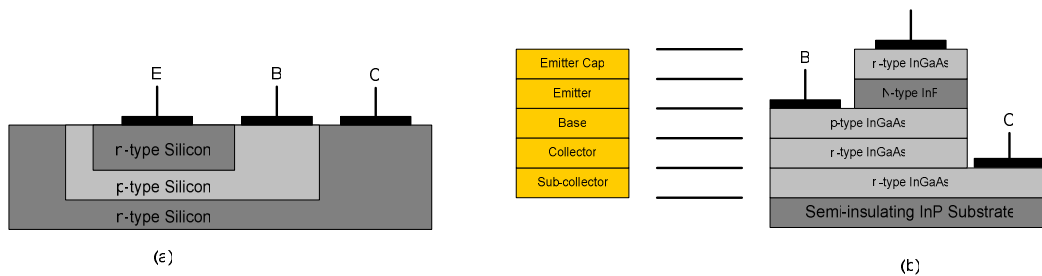 E
B
C
n-type Silicon
p-type Silicon
n-type Silicon
(a)
Emitter Cap
Emitter
Base
Collector
Sub-collector
B
n-type InGaAs
N-type InP
p-type InGaAs
n-type InGaAs
C
n-type InGaAs
Semi-insulating InP Substrate
(b)